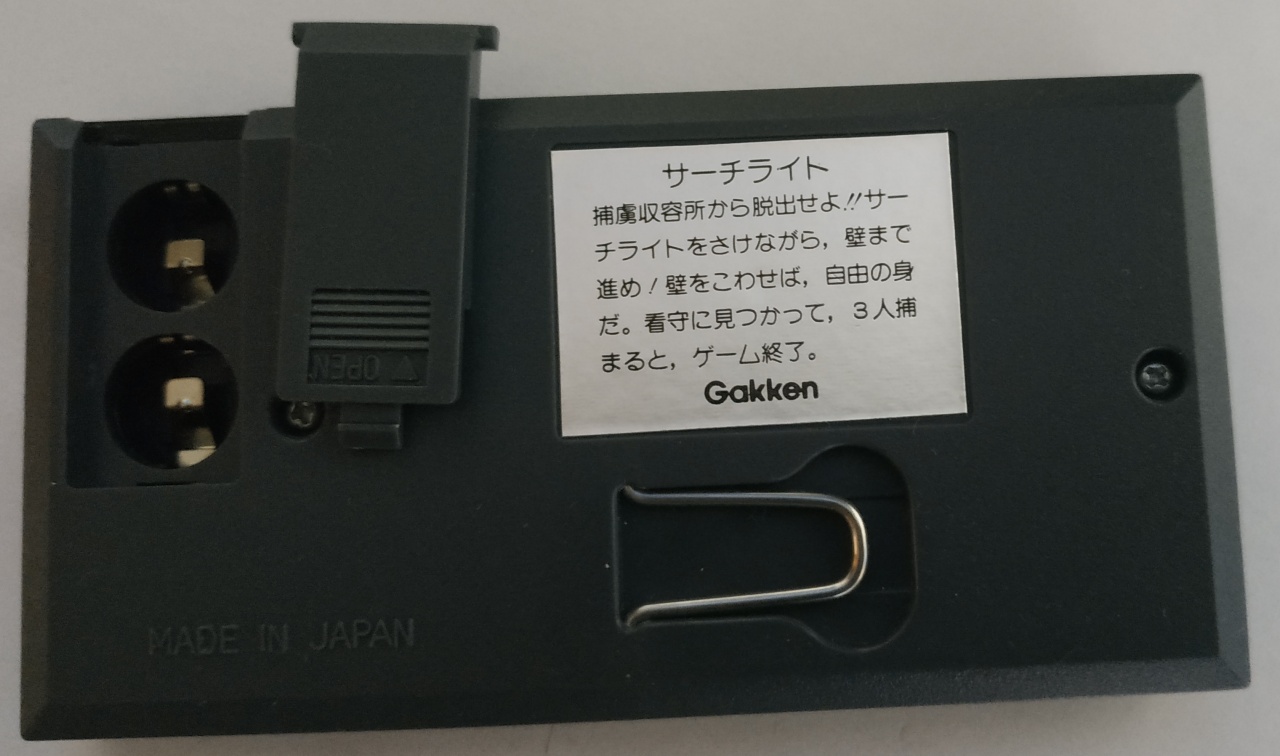 サーチライト
捕虜収容所から脱出せよ!!サー
チライトをさけながら，壁まで
進め！壁をこわせば，自由の身
だ。看守に見つかって，３人捕
まると，ゲーム終了。
Gakken
OPEN
MADE IN JAPAN